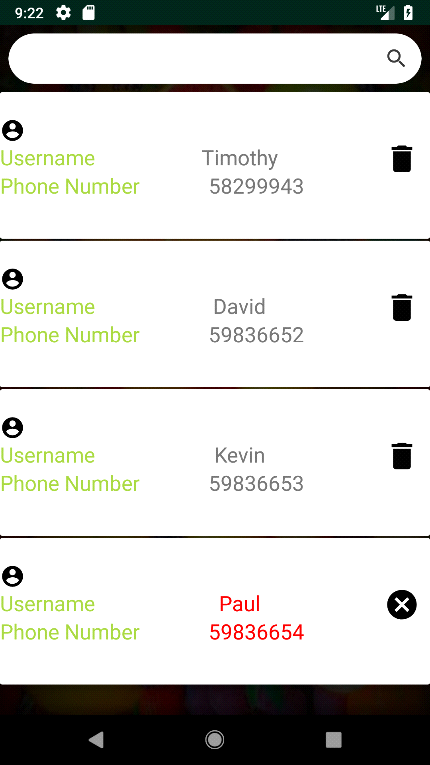 9:22 LTE
Username Timothy
Phone Number 58299943
Username David
Phone Number 59836652
Username Kevin
Phone Number 59836653
Username Paul
Phone Number 59836654